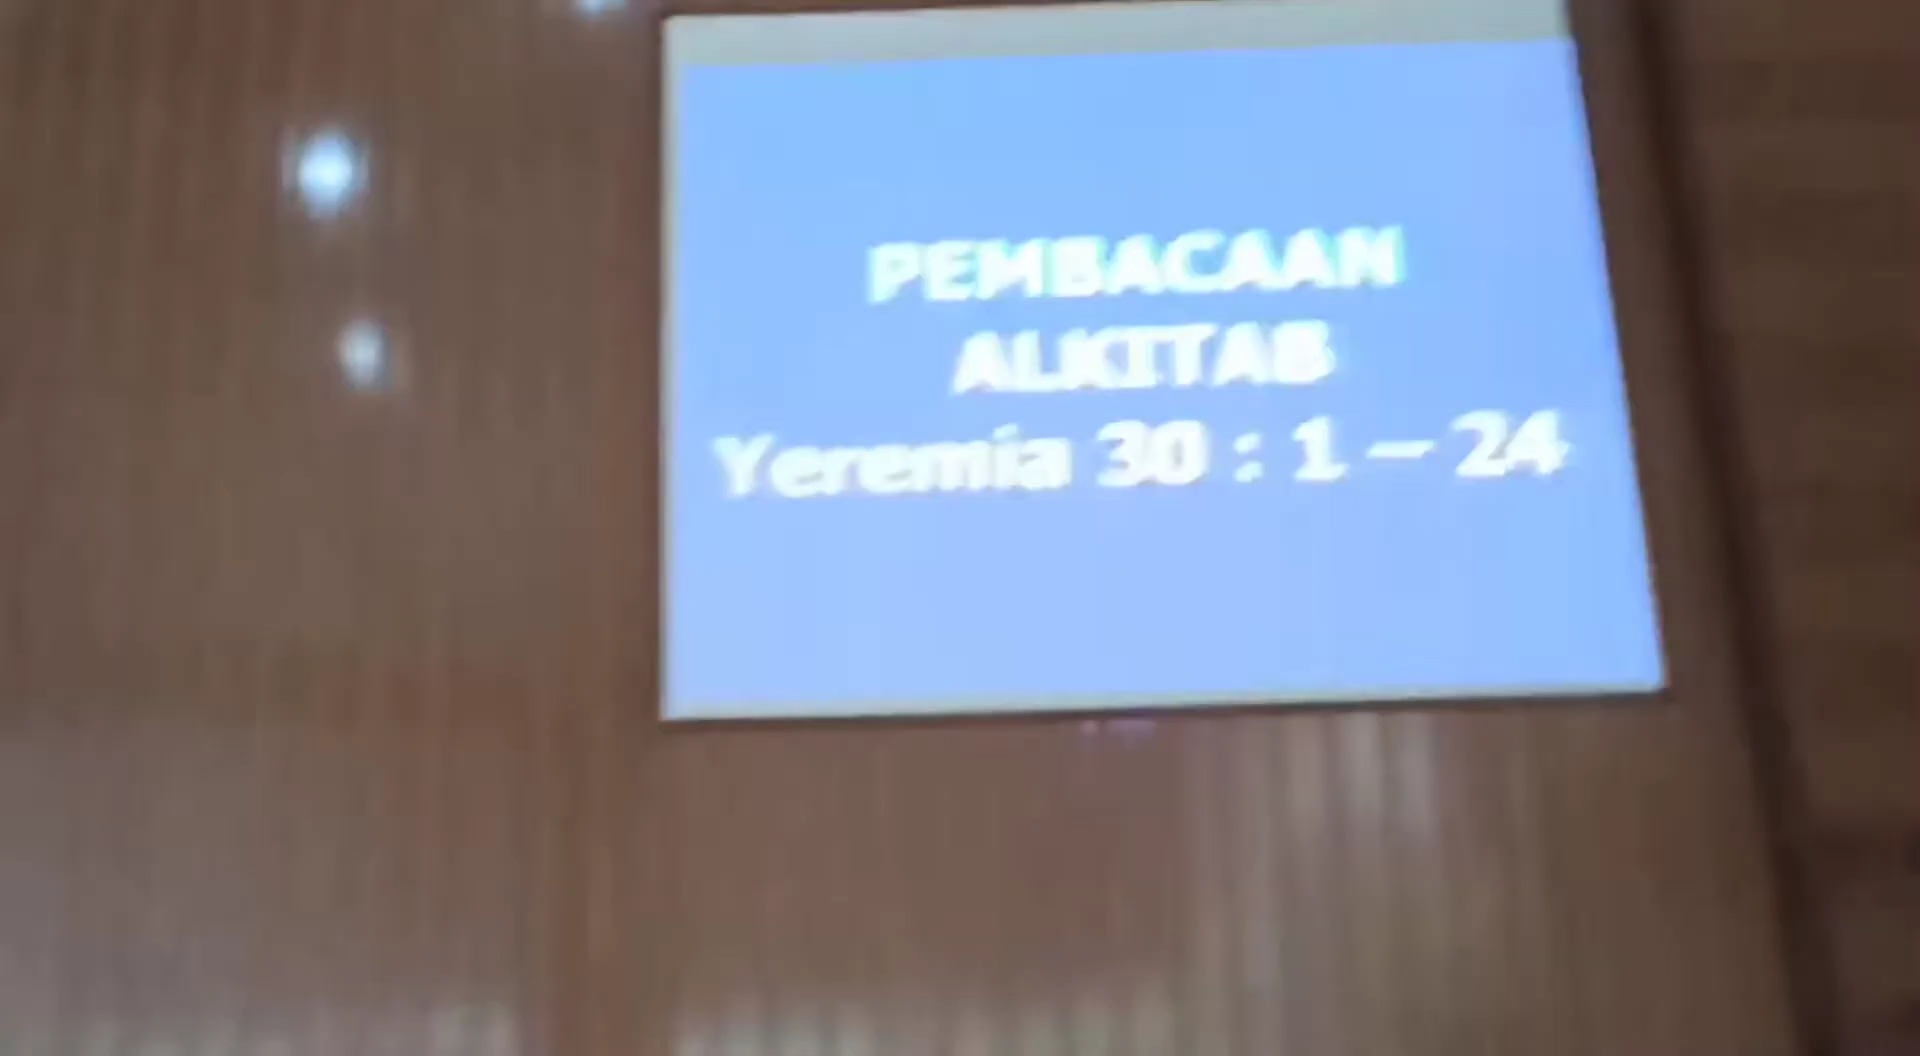 PEMBACAAN
ALKITAB
Yeremia 30 : 1 – 24